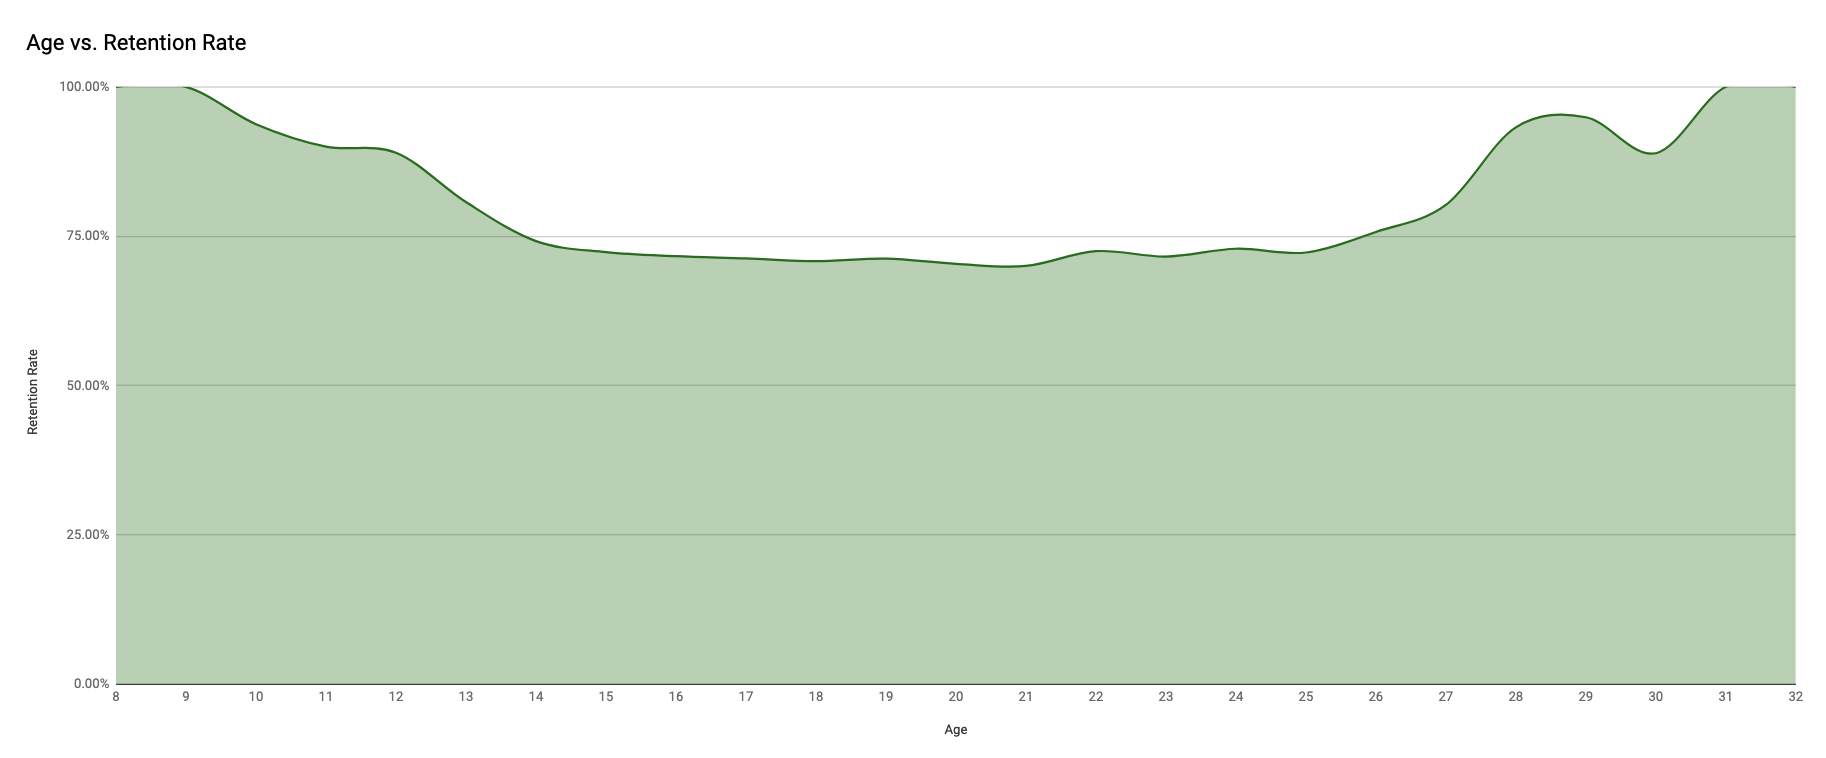 Age vs. Retention Rate
100.00%
75.00%
50.00%
25.00%
0.00%
Retention Rate
8 9 10 11 12 13 14 15 16 17 18 19 20 21 22 23 24 25 26 27 28 29 30 31 32
Age